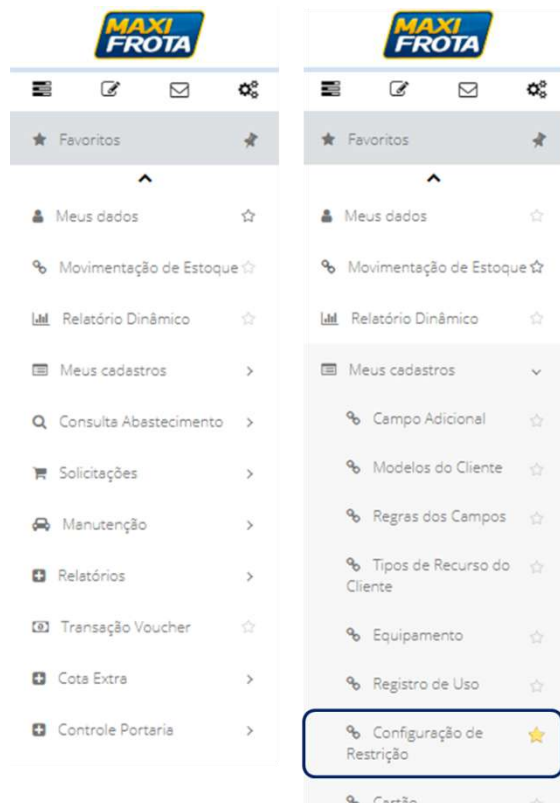 MAXI
FROTA
Favoritos
Meus dados
Movimentação de Estoque
Relatório Dinâmico
Meus cadastros
Consulta Abastecimento
Solicitações
Manutenção
Relatórios
Transação Voucher
Cota Extra
Controle Portaria
MAXI
FROTA
Favoritos
Meus dados
Movimentação de Estoque
Relatório Dinâmico
Meus cadastros
Campo Adicional
Modelos do Cliente
Regras dos Campos
Tipos de Recurso do
Cliente
Equipamento
Registro de Uso
Configuração de
Restrição
Cartão